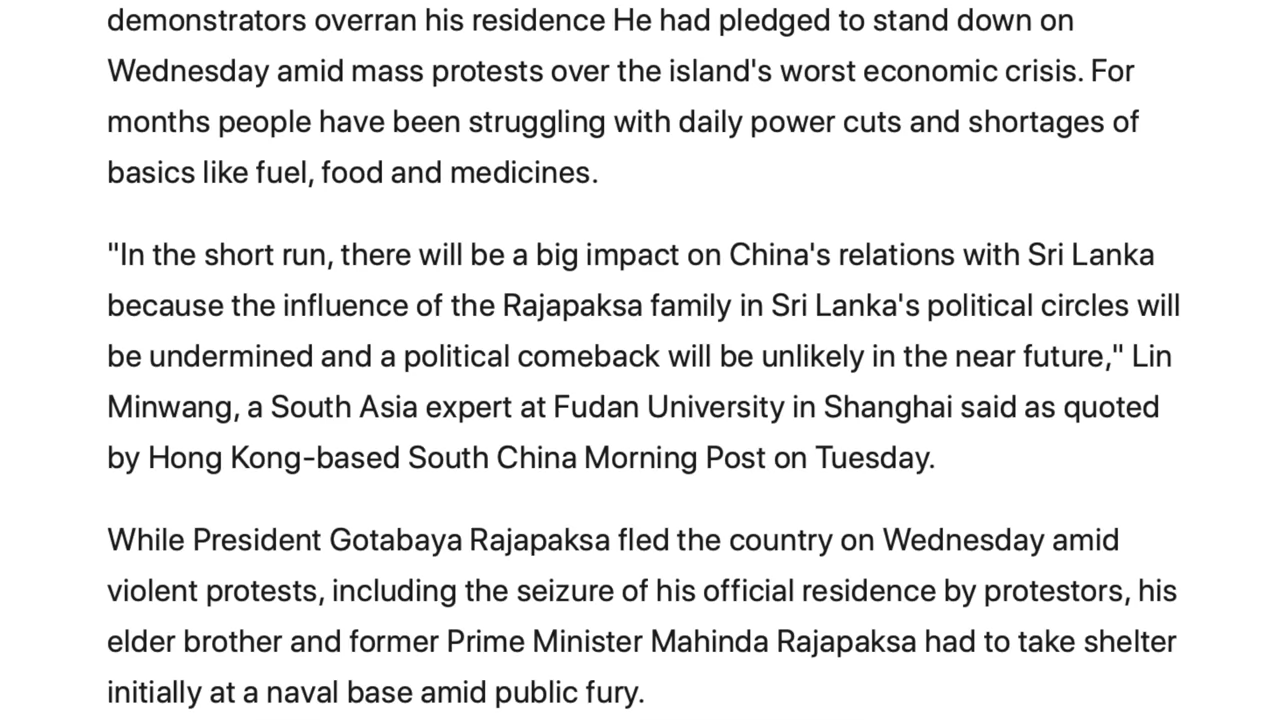 demonstrators overran his residence He had pledged to stand down on
Wednesday amid mass protests over the island's worst economic crisis. For
months people have been struggling with daily power cuts and shortages of
basics like fuel, food and medicines.
"In the short run, there will be a big impact on China's relations with Sri Lanka
because the influence of the Rajapaksa family in Sri Lanka's political circles will
be undermined and a political comeback will be unlikely in the near future," Lin
Minwang, a South Asia expert at Fudan University in Shanghai said as quoted
by Hong Kong-based South China Morning Post on Tuesday.
While President Gotabaya Rajapaksa fled the country on Wednesday amid
violent protests, including the seizure of his official residence by protestors, his
elder brother and former Prime Minister Mahinda Rajapaksa had to take shelter
initially at a naval base amid public fury.